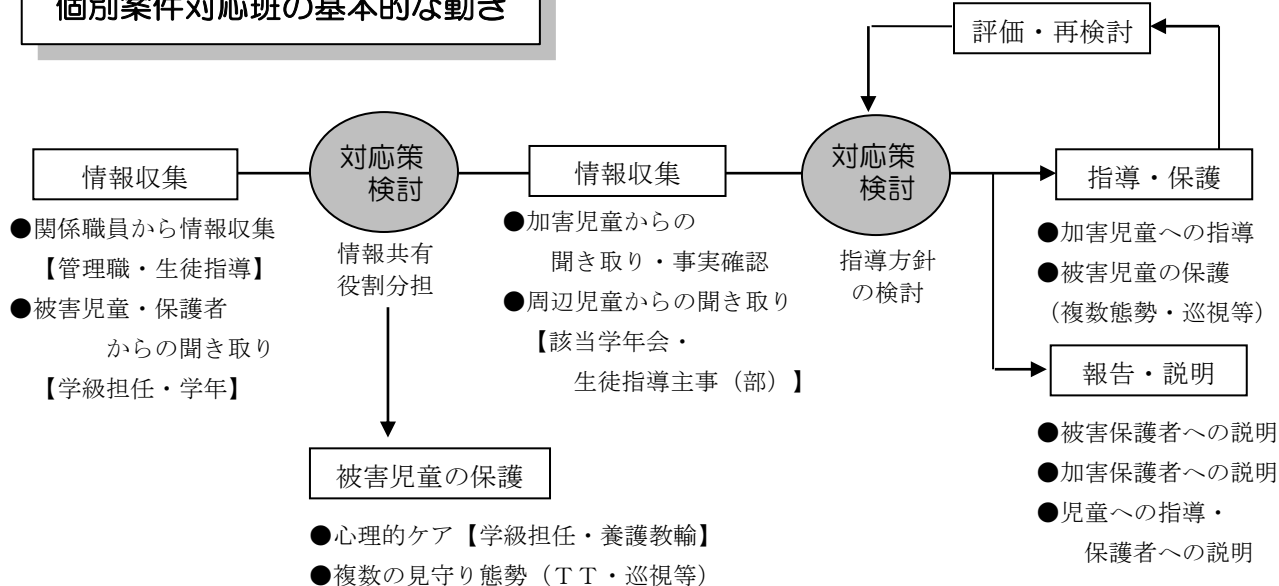 個別案件対応班の基本的な動き
評価・再検討
情報収集
対応策
検討
情報収集
対応策
検討
指導・保護
●関係職員から情報収集
【管理職・生徒指導】
●被害児童・保護者
からの聞き取り
【学級担任・学年】
情報共有
役割分担
●加害児童からの
聞き取り・事実確認
●周辺児童からの聞き取り
【該当学年会・
生徒指導主事（部）】
指導方針
の検討
●加害児童への指導
●被害児童の保護
（複数態勢・巡視等）
報告・説明
●被害保護者への説明
●加害保護者への説明
●児童への指導・
保護者への説明
被害児童の保護
●心理的ケア【学級担任・養護教輸】
●複数の見守り態勢（ＴＴ・巡視等）